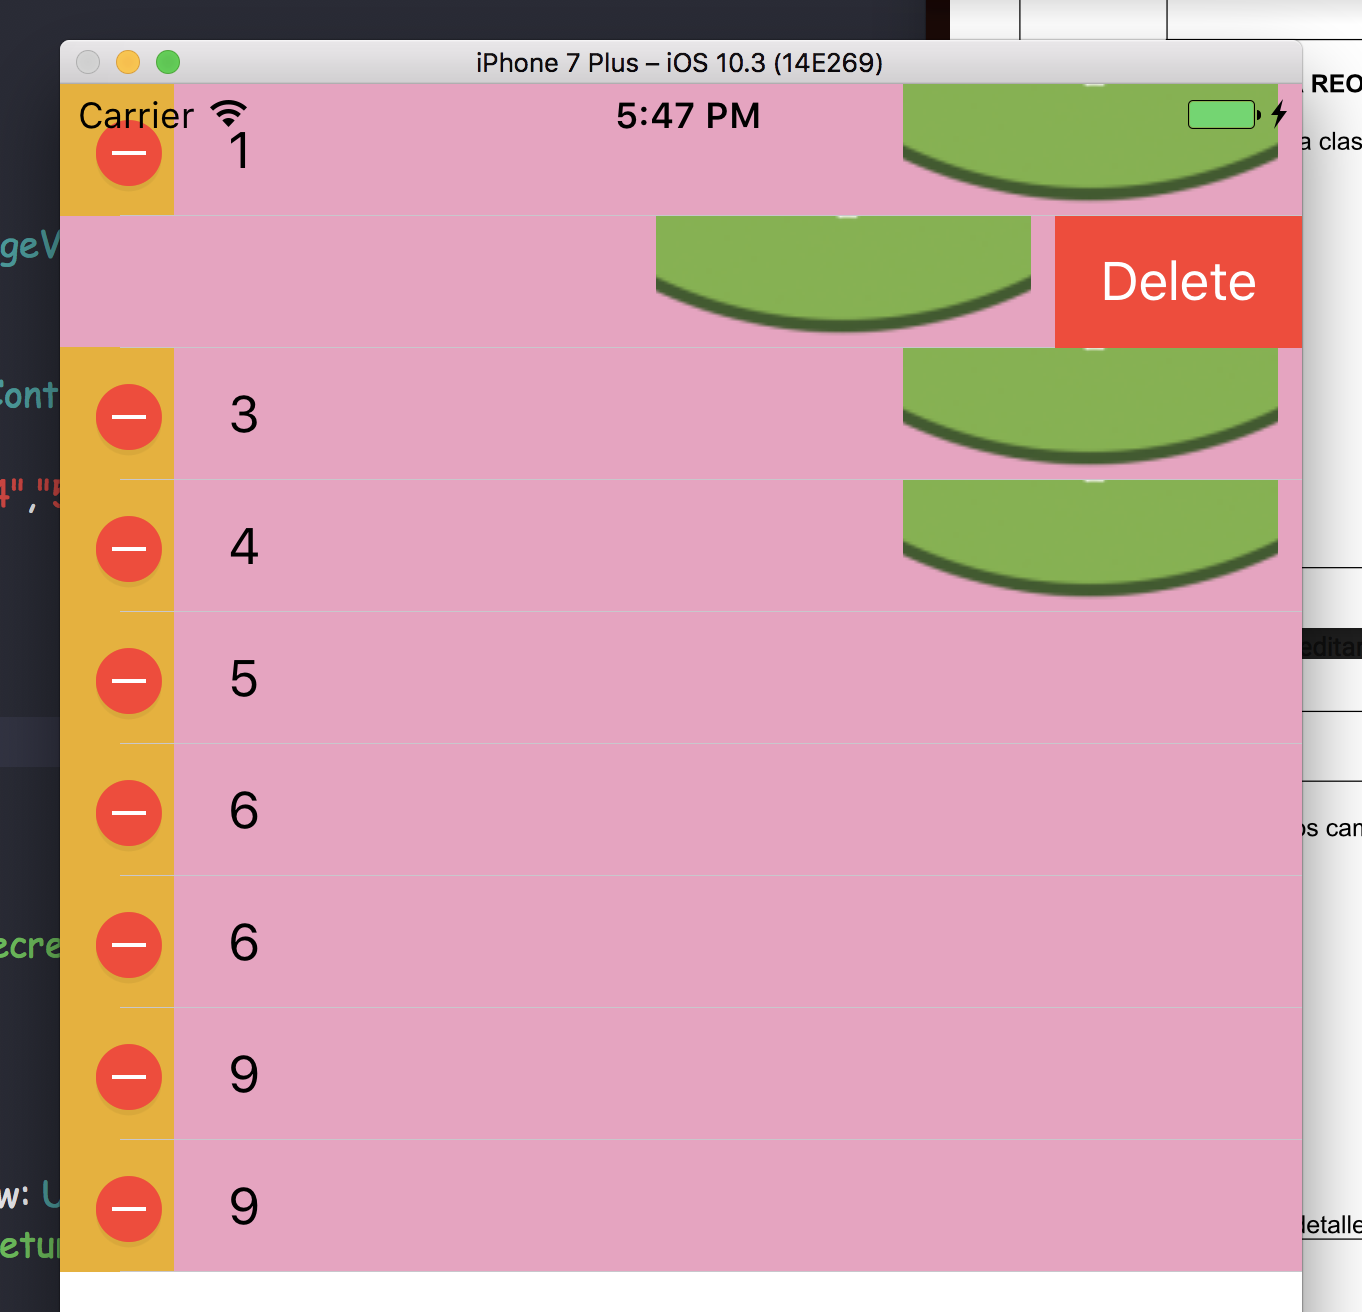 iPhone 7 Plus – iOS 10.3 (14E269)
REO
Carrier 5:47 PM
a clas
1
geV
Delete
Cont
3
4","5
4
editar
5
6
os can
6
ecre
9
w: U
9
detalle
etur